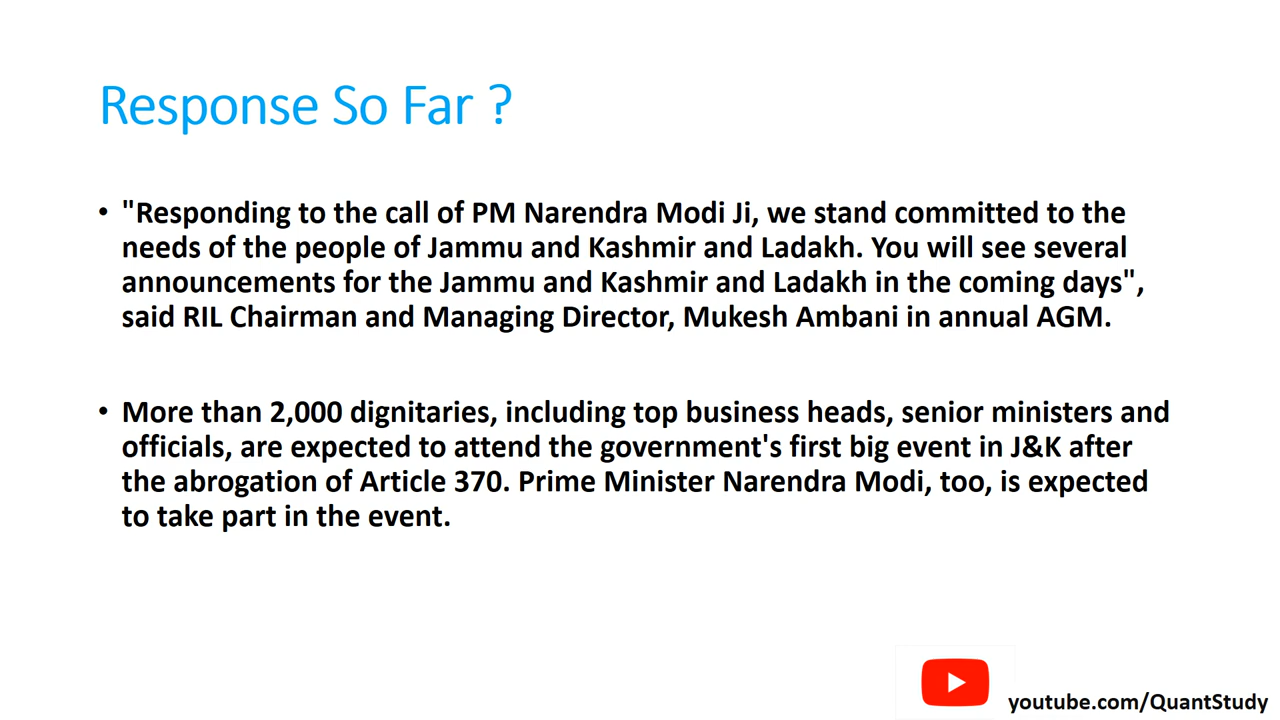 Response So Far ?
• "Responding to the call of PM Narendra Modi Ji, we stand committed to the
needs of the people of Jammu and Kashmir and Ladakh. You will see several
announcements for the Jammu and Kashmir and Ladakh in the coming days",
said RIL Chairman and Managing Director, Mukesh Ambani in annual AGM.
• More than 2,000 dignitaries, including top business heads, senior ministers and
officials, are expected to attend the government's first big event in J&K after
the abrogation of Article 370. Prime Minister Narendra Modi, too, is expected
to take part in the event.
youtube.com/QuantStudy